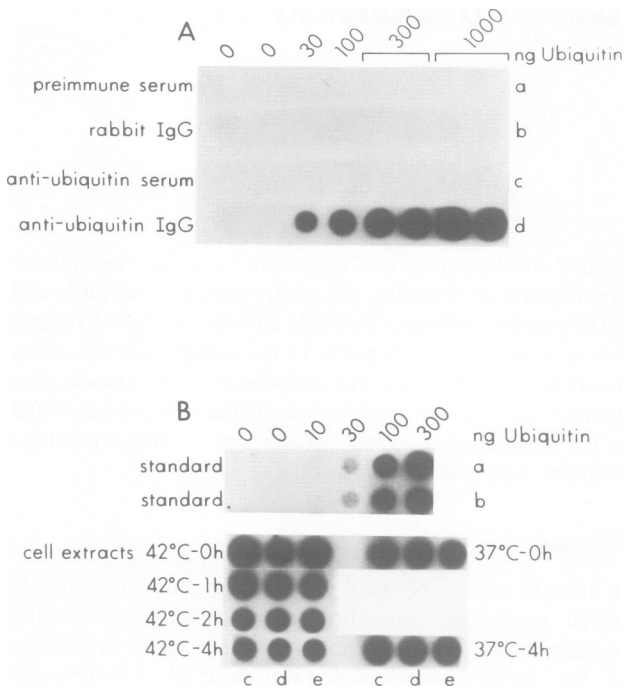 A
0 0 30 100 300 1000 ng Ubiquitin
preimmune serum a
rabbit IgG b
anti-ubiquitin serum c
anti-ubiquitin IgG d
B
0 0 10 30 100 300 ng Ubiquitin
standard a
standard b
cell extracts 42°C-0h 37°C-0h
42°C-1h
42°C-2h
42°C-4h 37°C-4h
c d e c d e